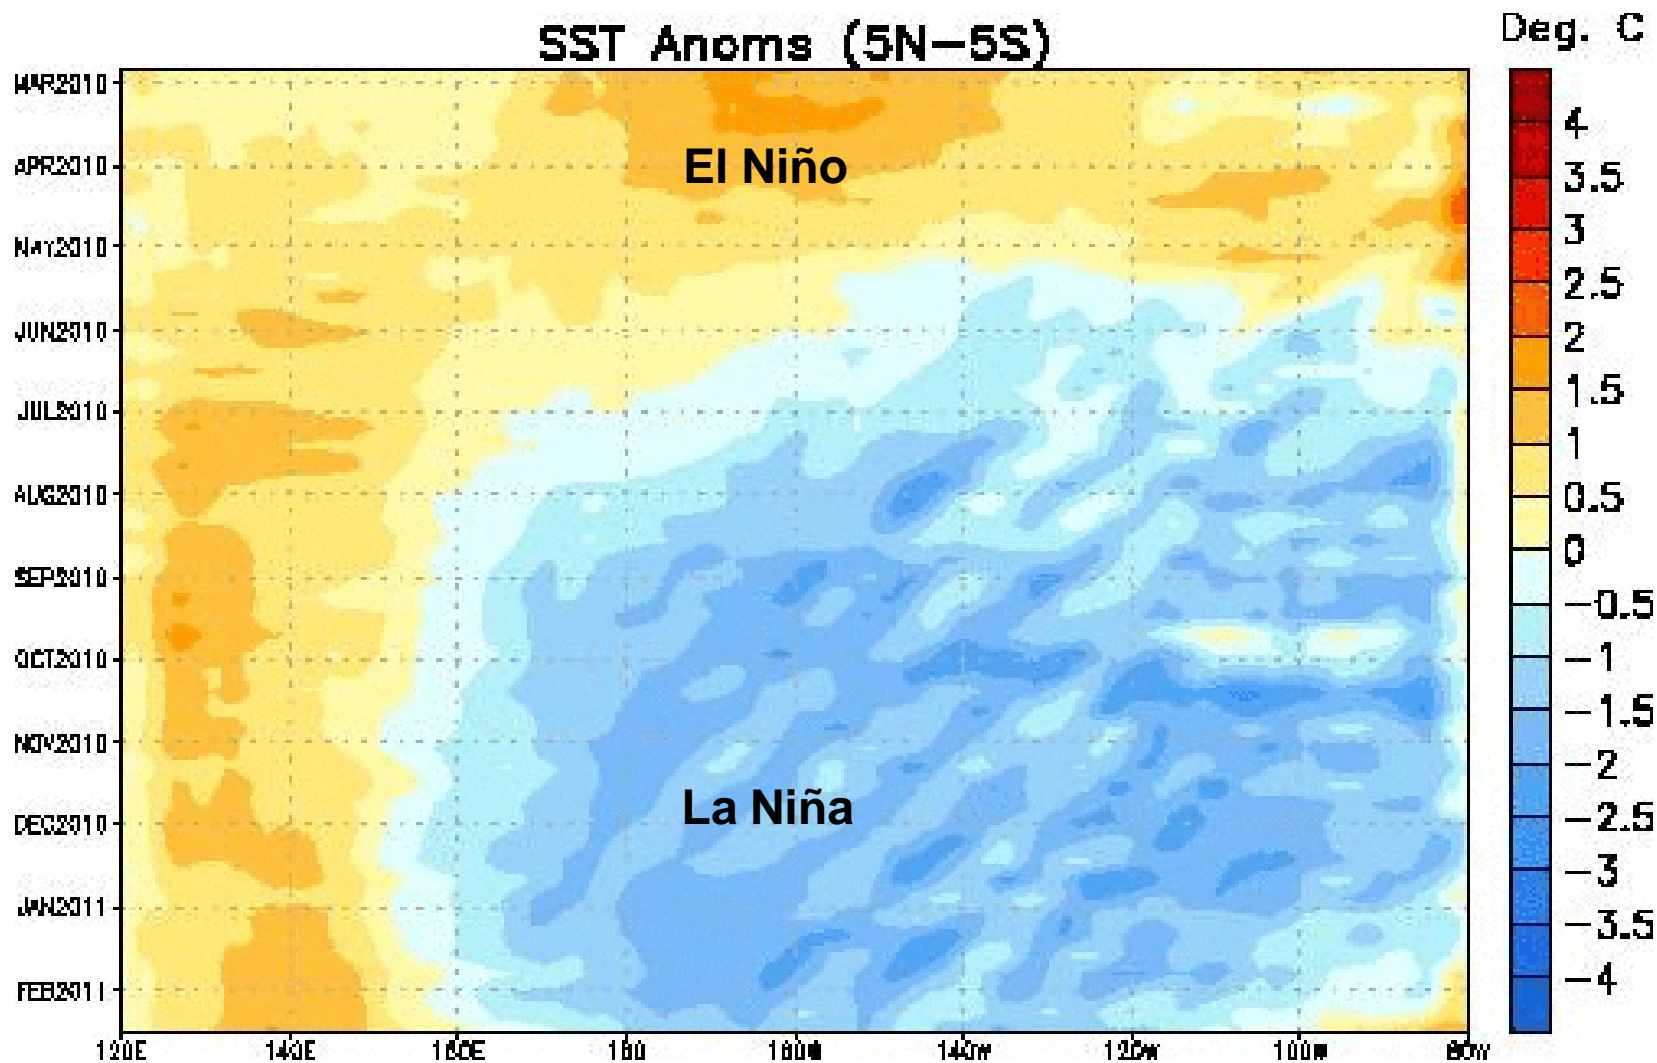 SST Anoms (5N-5S)
Deg. C
MAR2010
APR2010
MAY2010
JUN2010
JUL2010
AUG2010
SEP2010
OCT2010
NOV2010
DEC2010
JAN2011
FEB2011
El Niño
La Niña
4
3.5
3
2.5
2
1.5
1
0.5
0
-0.5
-1
-1.5
-2
-2.5
-3
-3.5
-4
120E
140E
160E
180
160W
140W
120W
100W
80W